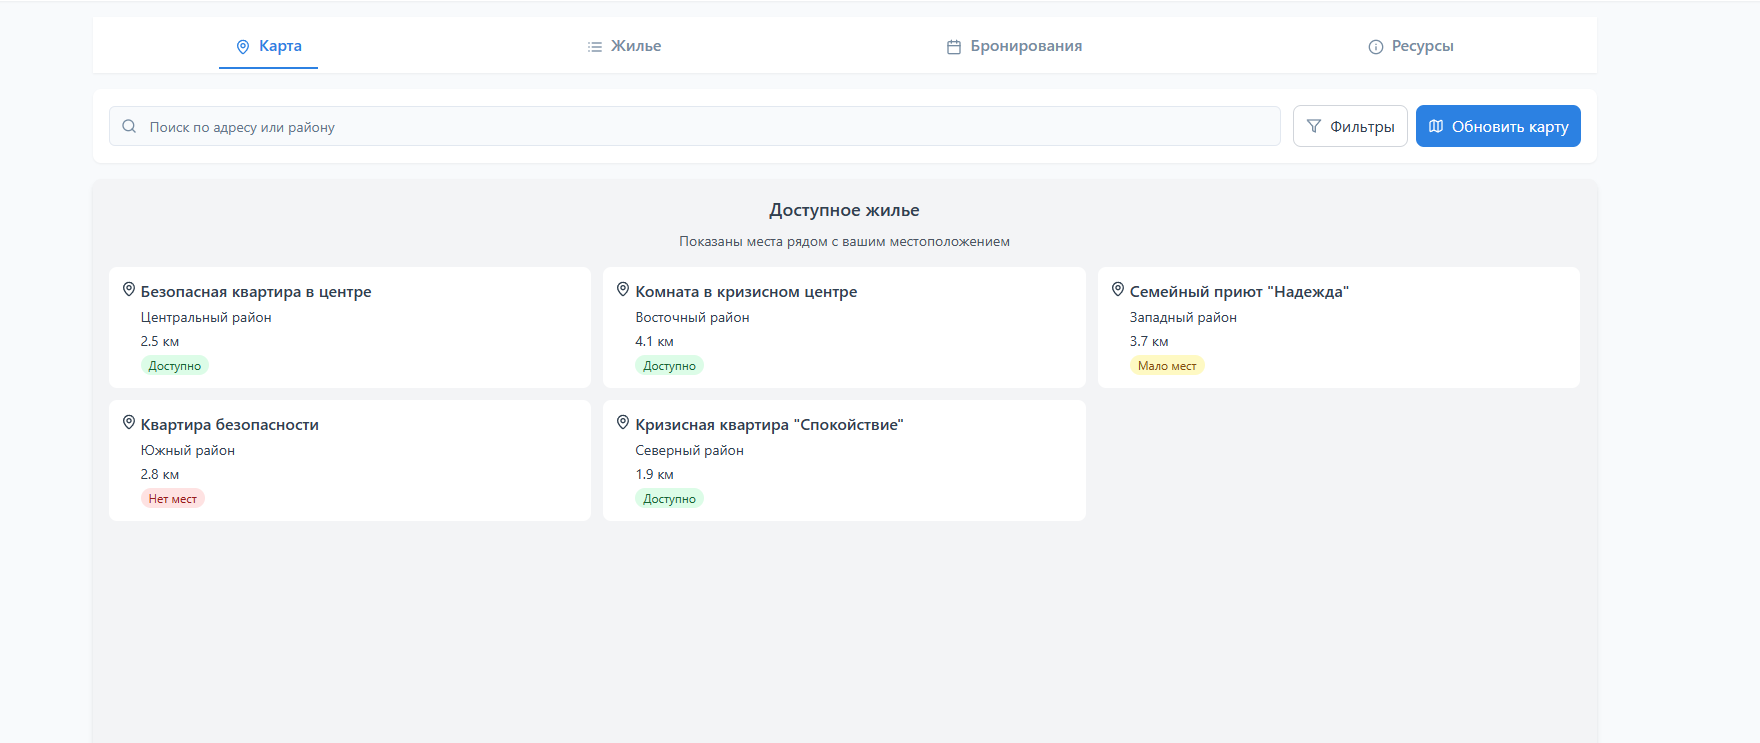 Карта
Жилье
Бронирования
Ресурсы
Поиск по адресу или району
Фильтры
Обновить карту
Доступное жилье
Показаны места рядом с вашим местоположением
Безопасная квартира в центре
Центральный район
2.5 км
Доступно
Комната в кризисном центре
Восточный район
4.1 км
Доступно
Семейный приют "Надежда"
Западный район
3.7 км
Мало мест
Квартира безопасности
Южный район
2.8 км
Нет мест
Кризисная квартира "Спокойствие"
Северный район
1.9 км
Доступно